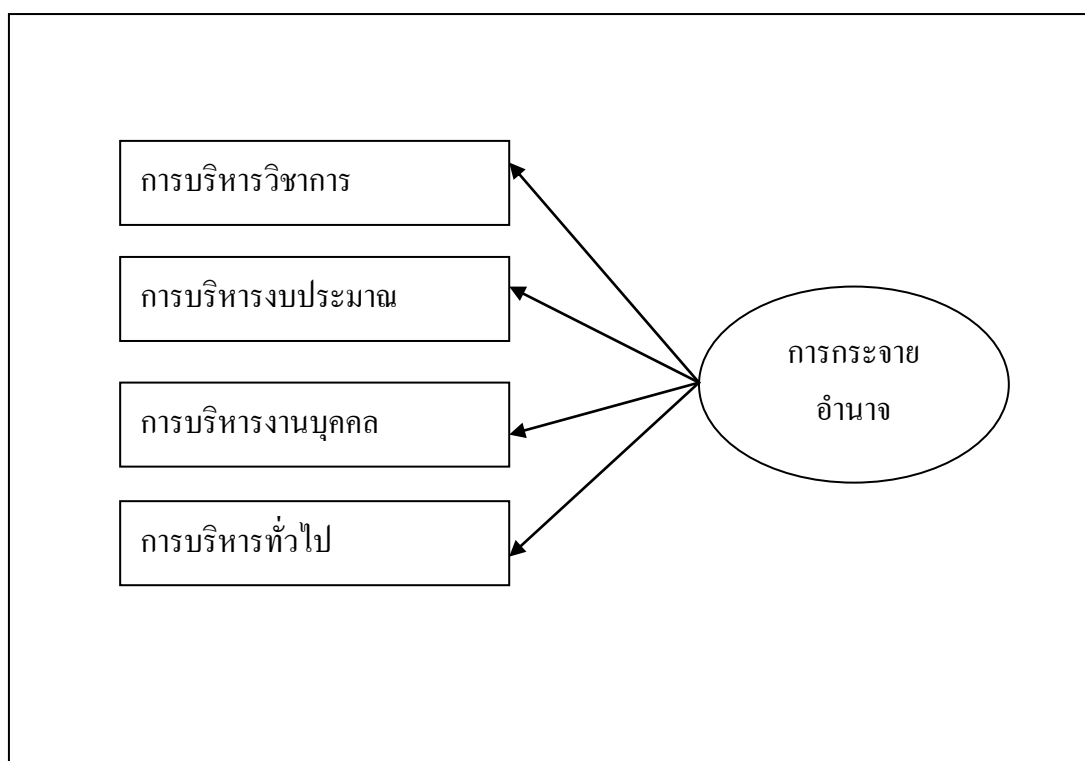 การบริหารวิชาการ
การบริหารงบประมาณ
การบริหารงานบุคคล
การบริหารทั่วไป
การกระจาย
อำนาจ